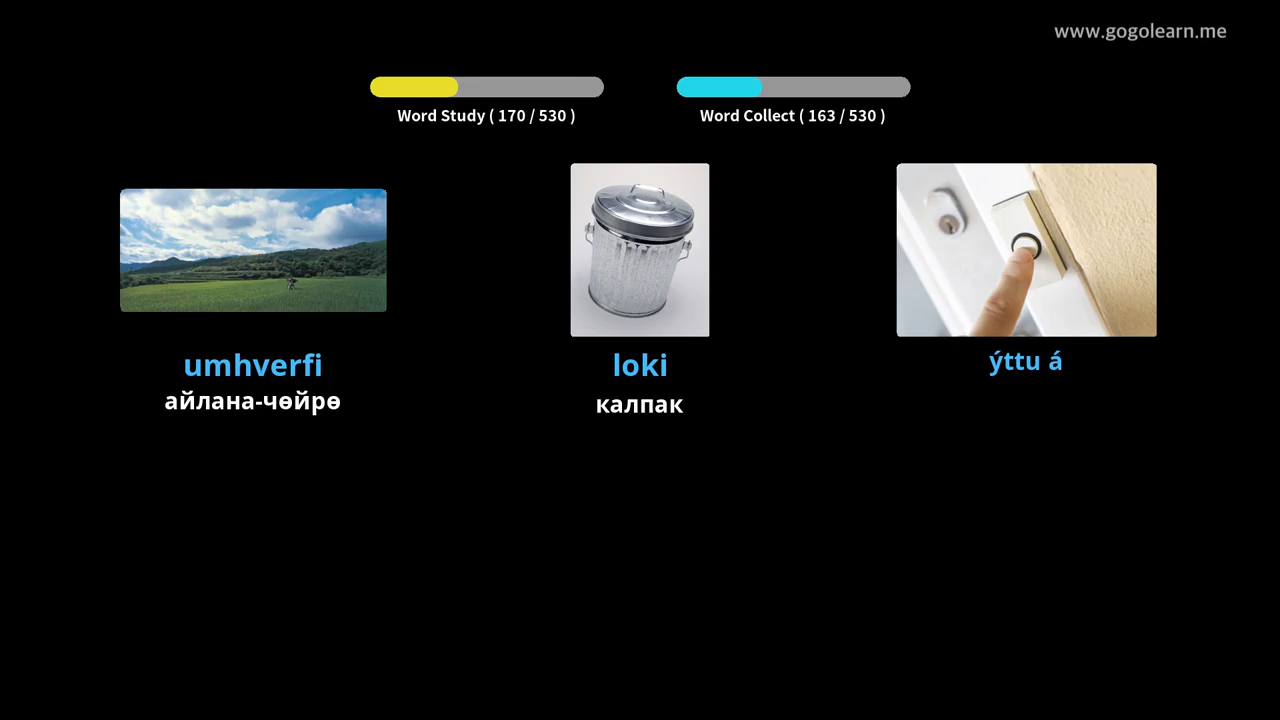 www.gogolearn.me
Word Study ( 170 / 530 )
Word Collect ( 163 / 530 )
umhverfi
айлана-чөйрө
loki
калпак
ýttu á